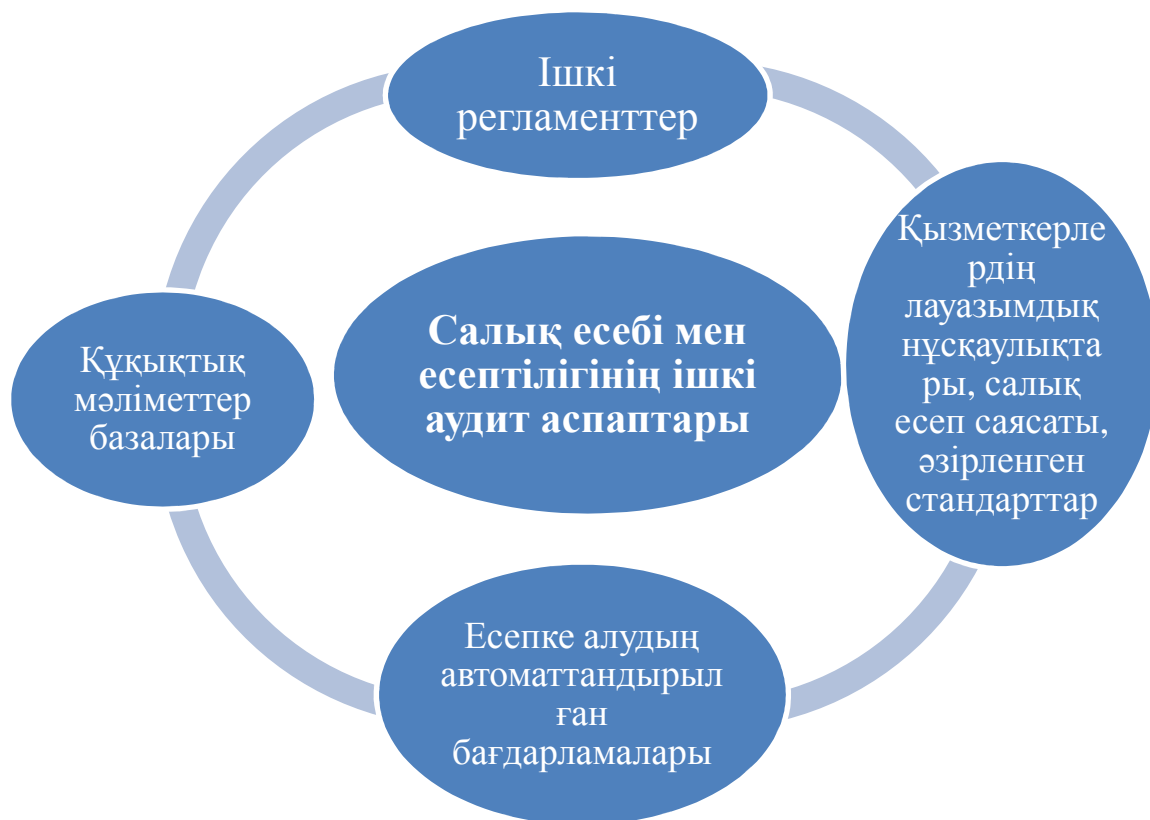 Ішкі
регламенттер
Қызметкерле
рдің
лауазымдық
нұсқаулықта
ры, салық
есеп саясаты,
әзірленген
стандарттар
Салық есебі мен
есептілігінің ішкі
аудит аспаптары
Құқықтық
мәліметтер
базалары
Есепке алудың
автоматтандырыл
ған
бағдарламалары